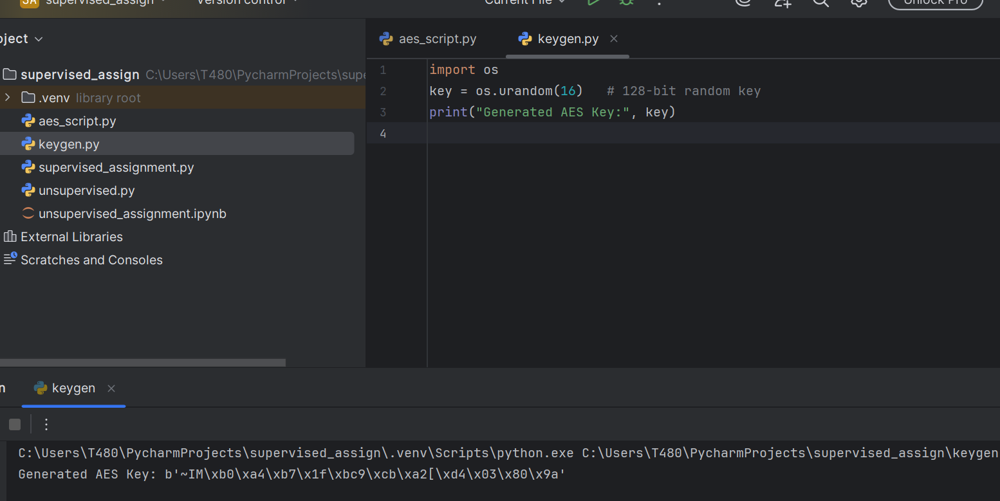 SA supervised_assign Version control Current File Unlock Pro
oject
aes_script.py keygen.py
supervised_assign C:\Users\T480\PycharmProjects\supe
.venv library root
aes_script.py
keygen.py
supervised_assignment.py
unsupervised.py
unsupervised_assignment.ipynb
External Libraries
Scratches and Consoles
1 import os
2 key = os.urandom(16)   # 128-bit random key
3 print("Generated AES Key:", key)
4
n keygen
C:\Users\T480\PycharmProjects\supervised_assign\.venv\Scripts\python.exe C:\Users\T480\PycharmProjects\supervised_assign\keygen
Generated AES Key: b'~IM\xb0\xa4\xb7\x1f\xbc9\xcb\xa2[\xd4\x03\x80\x9a'